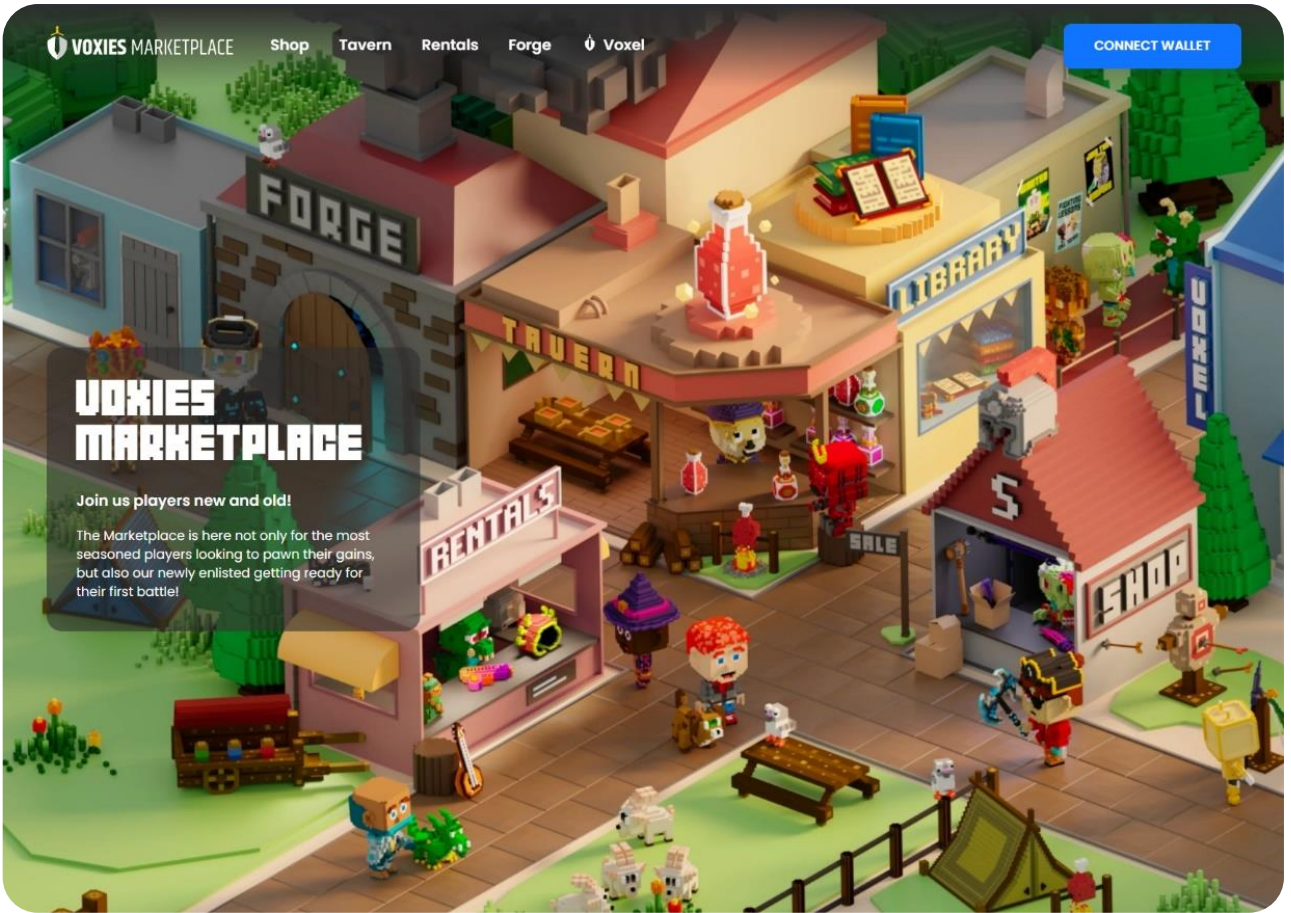 VOXIES MARKETPLACE
Shop
Tavern
Rentals
Forge
Voxel
CONNECT WALLET
FORGE
LIBRARY
TAVERN
VOXEL
VOXIES
MARKETPLACE
Join us players new and old!
The Marketplace is here not only for the most
seasoned players looking to pawn their gains,
but also our newly enlisted getting ready for
their first battle!
RENTALS
SALE
S
SHOP